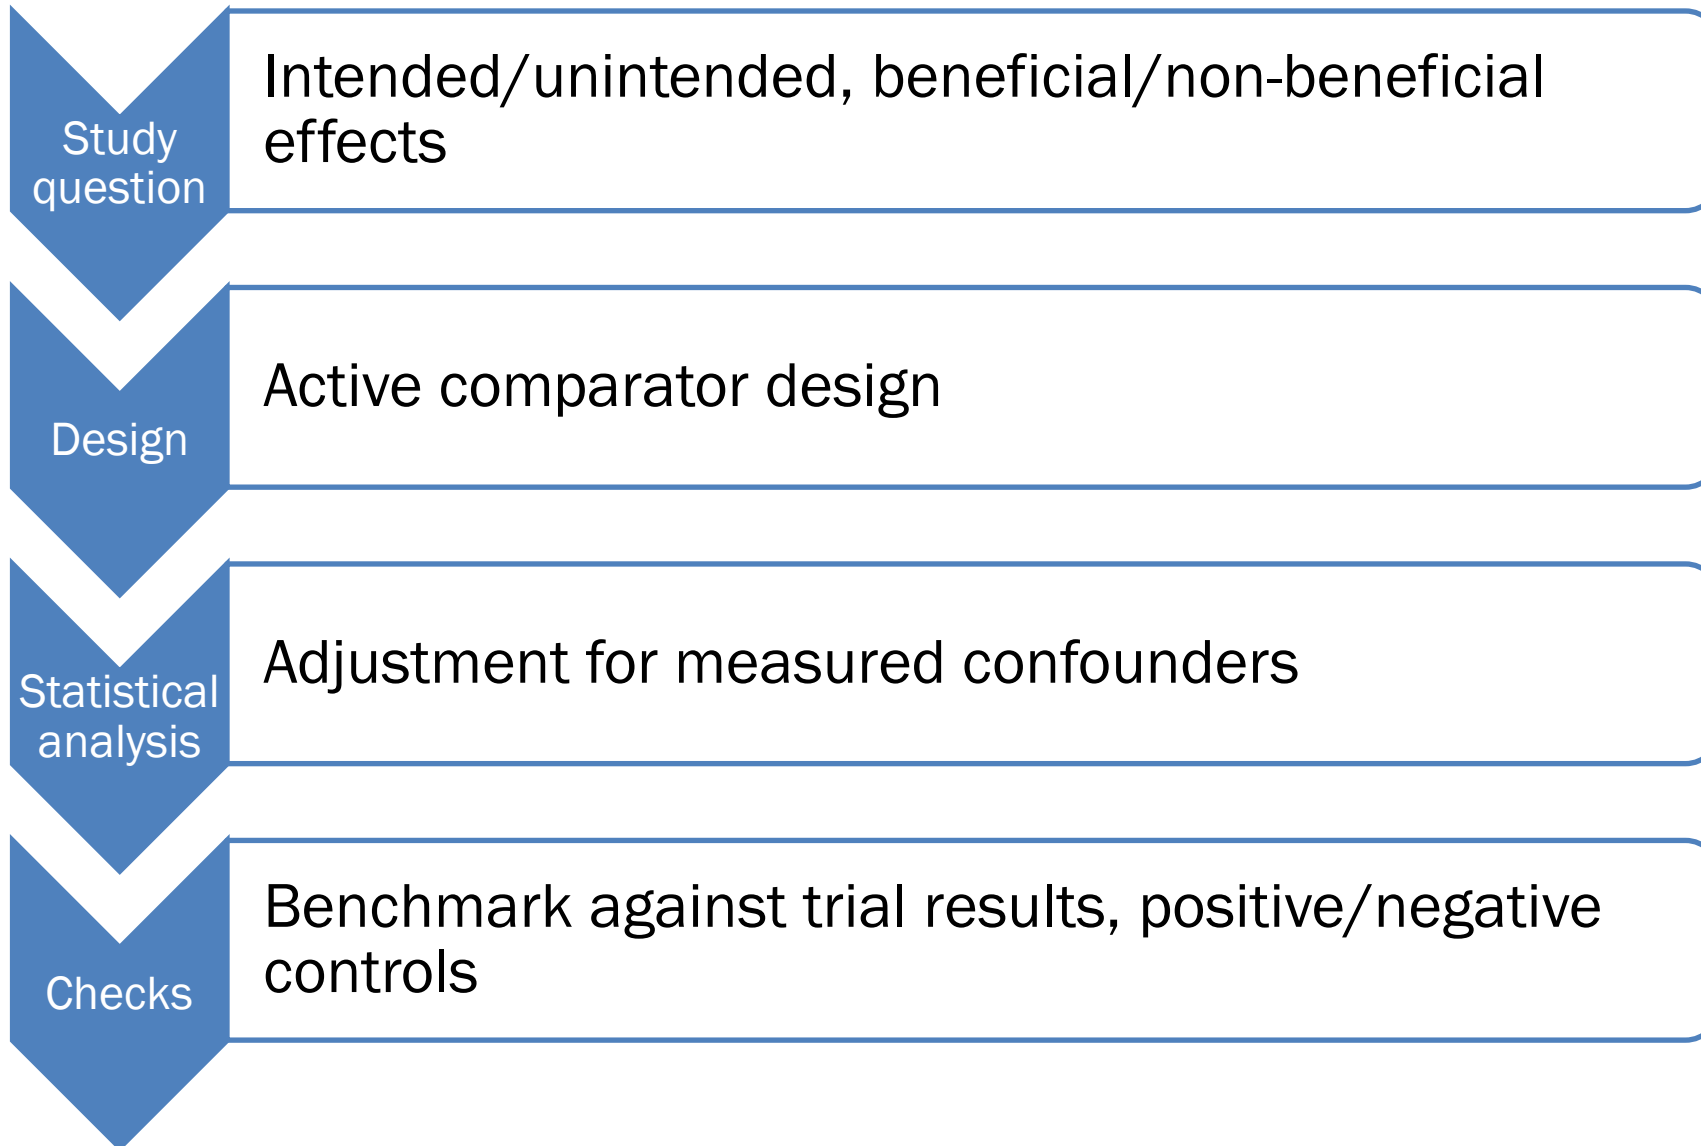 Study
question
Intended/unintended, beneficial/non-beneficial
effects
Design
Active comparator design
Statistical
analysis
Adjustment for measured confounders
Checks
Benchmark against trial results, positive/negative
controls